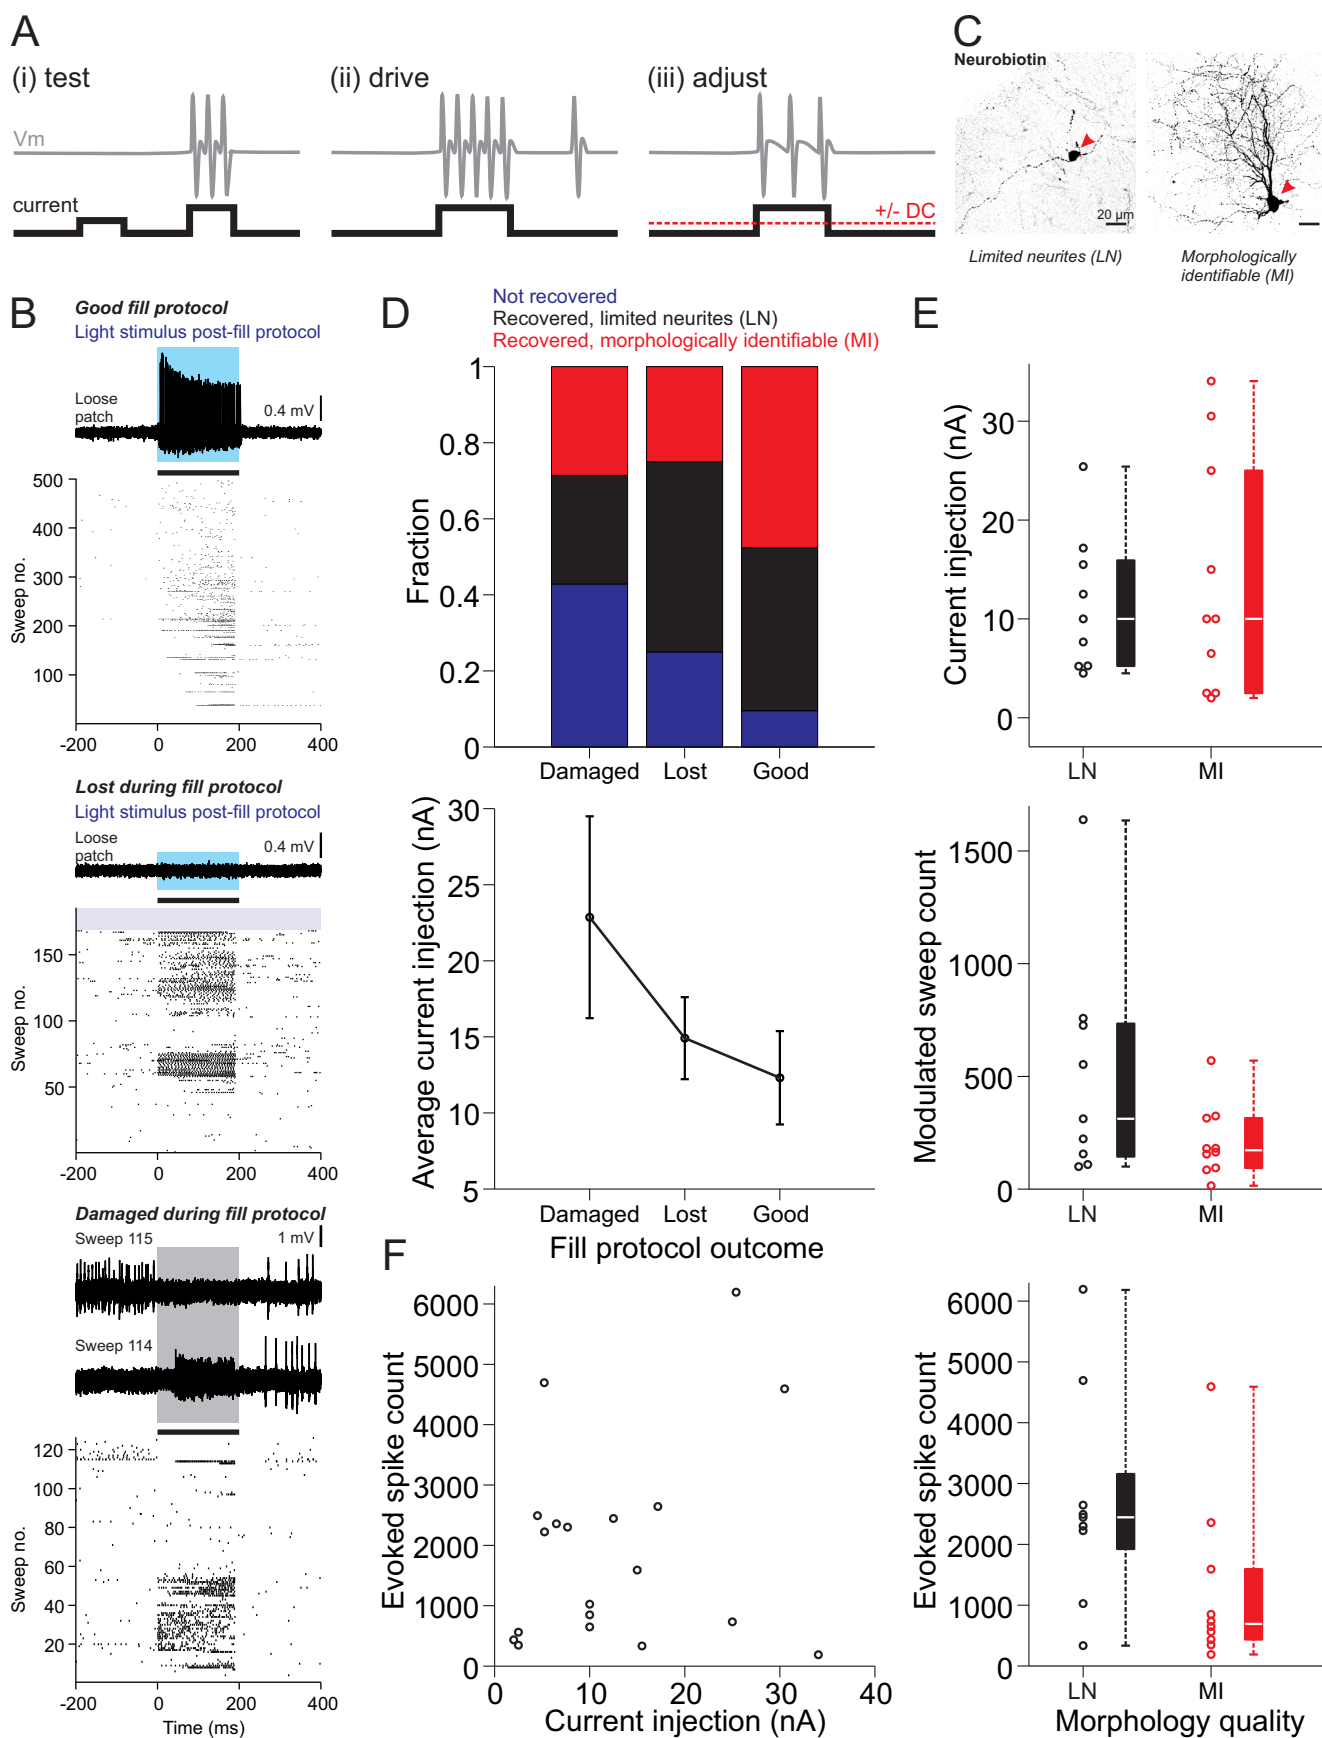 A
(i) test
(ii) drive
(iii) adjust
Vm
current
+/- DC
C
Neurobiotin
20 µm
Limited neurites (LN)
Morphologically
identifiable (MI)
B
Good fill protocol
Light stimulus post-fill protocol
Loose
patch
0.4 mV
500
400
300
200
100
Sweep no.
-200
0
200
400
Lost during fill protocol
Light stimulus post-fill protocol
Loose
patch
0.4 mV
150
100
50
Sweep no.
-200
0
200
400
Damaged during fill protocol
Sweep 115
1 mV
Sweep 114
120
100
80
60
40
20
Sweep no.
-200
0
200
400
Time (ms)
D
Not recovered
Recovered, limited neurites (LN)
Recovered, morphologically identifiable (MI)
1
0.8
0.6
0.4
0.2
0
Fraction
Damaged
Lost
Good
30
25
20
15
10
5
Average current injection (nA)
Damaged
Lost
Good
Fill protocol outcome
E
30
20
10
0
Current injection (nA)
LN
MI
1500
1000
500
0
Modulated sweep count
LN
MI
6000
5000
4000
3000
2000
1000
0
Evoked spike count
LN
MI
Morphology quality
F
6000
5000
4000
3000
2000
1000
0
Evoked spike count
0
10
20
30
40
Current injection (nA)